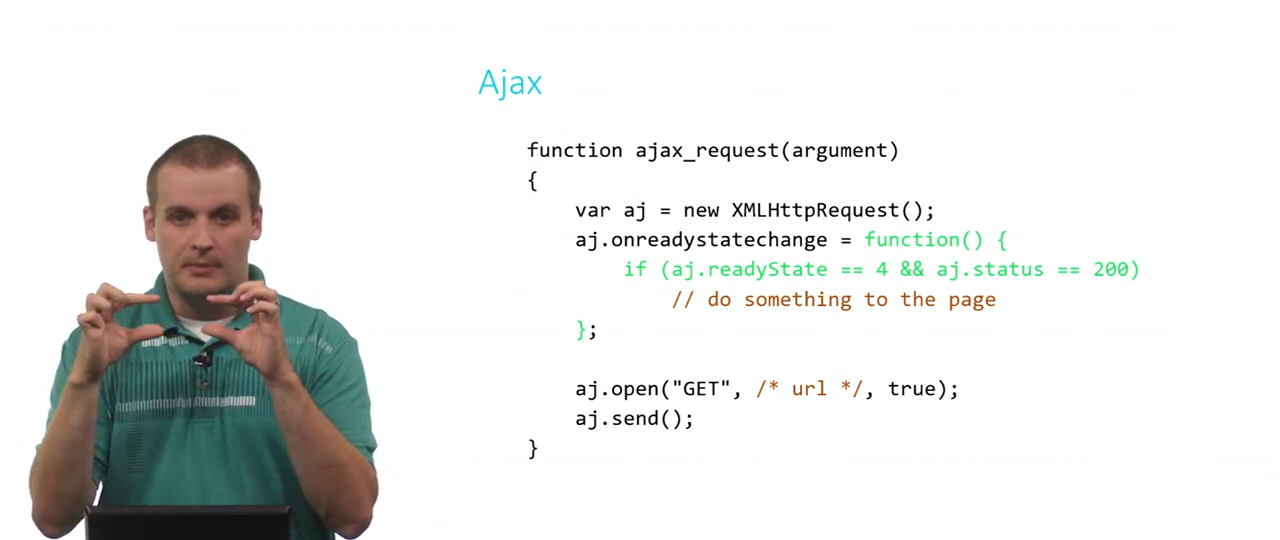 Ajax
function ajax_request(argument)
{
    var aj = new XMLHttpRequest();
    aj.onreadystatechange = function() {
        if (aj.readyState == 4 && aj.status == 200)
            // do something to the page
    };

    aj.open("GET", /* url */, true);
    aj.send();
}